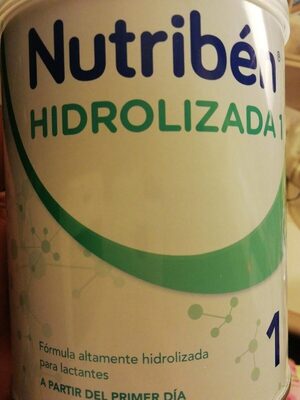 Nutribén®
HIDROLIZADA 1
1
Fórmula altamente hidrolizada
para lactantes
A PARTIR DEL PRIMER DÍA